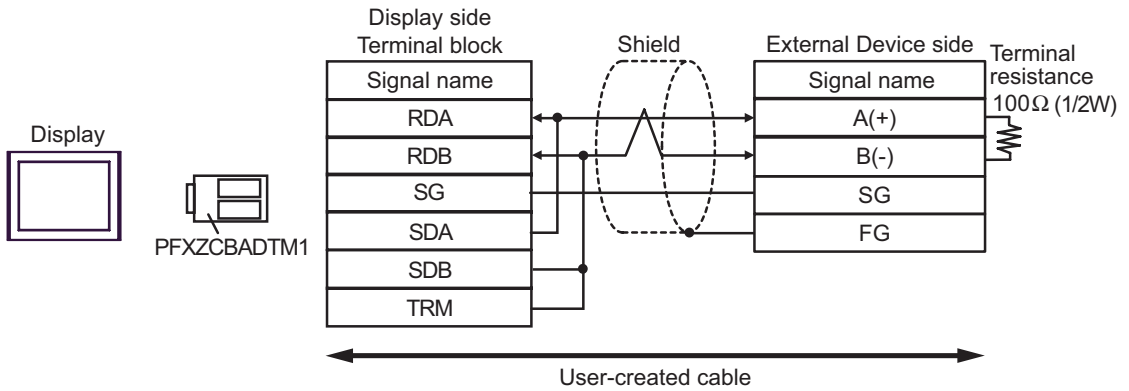 Display side
Terminal block
Shield
External Device side
Terminal
resistance
100Ω (1/2W)
Signal name
Signal name
RDA
A(+)
Display
RDB
B(-)
SG
SG
SDA
FG
PFXZCBADTM1
SDB
TRM
User-created cable